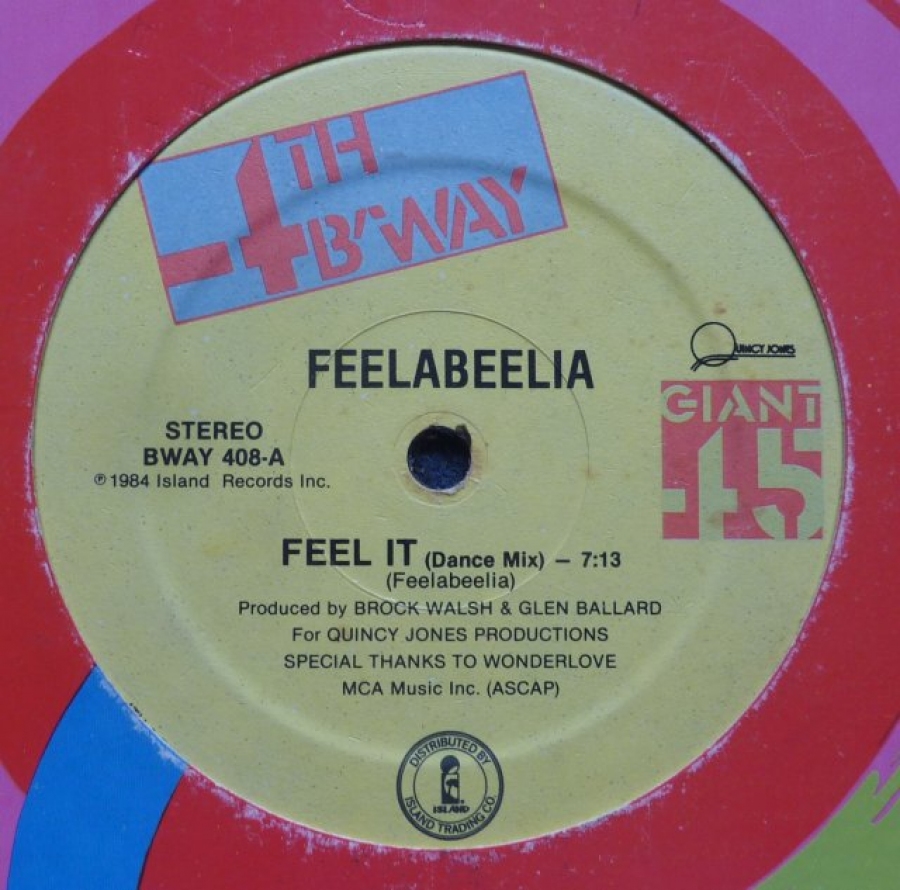 4TH
B'WAY
FEELABEELIA
QUINCY JONES
GIANT
45
STEREO
BWAY 408-A
℗ 1984 Island Records Inc.
FEEL IT (Dance Mix) – 7:13
(Feelabeelia)
Produced by BROCK WALSH & GLEN BALLARD
For QUINCY JONES PRODUCTIONS
SPECIAL THANKS TO WONDERLOVE
MCA Music Inc. (ASCAP)
DISTRIBUTED BY
ISLAND
ISLAND TRADING CO.